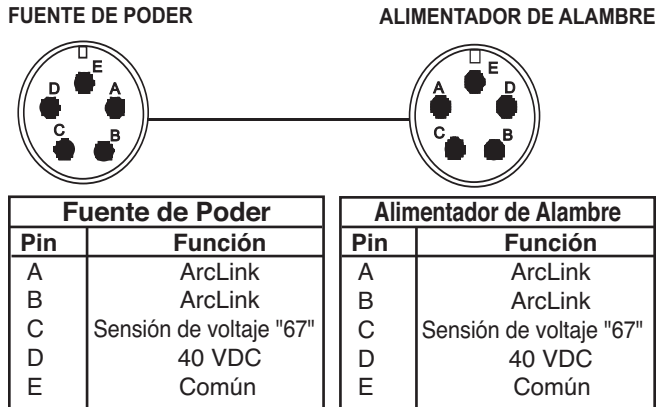 FUENTE DE PODER ALIMENTADOR DE ALAMBRE
E
D A
C B
E
A D
C B
Fuente de Poder
Pin Función
A ArcLink
B ArcLink
C Sensión de voltaje "67"
D 40 VDC
E Común
Alimentador de Alambre
Pin Función
A ArcLink
B ArcLink
C Sensión de voltaje "67"
D 40 VDC
E Común